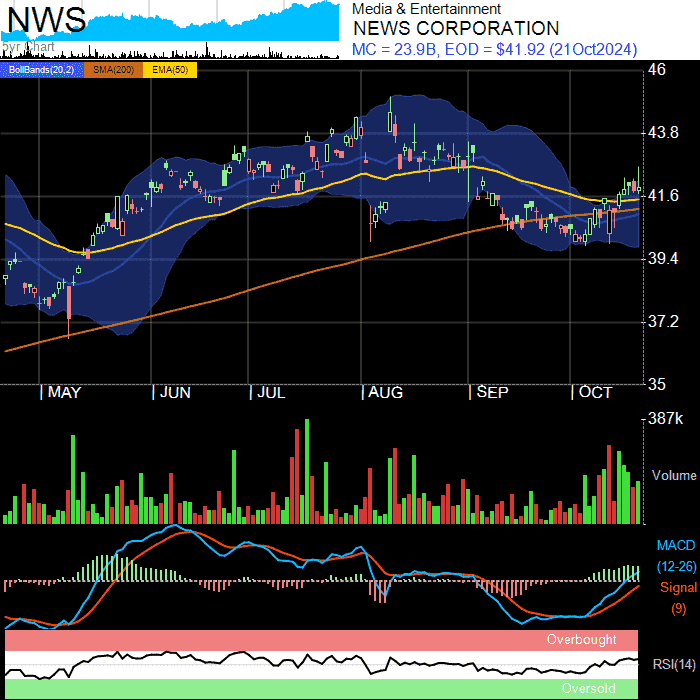 NWS
5yr Chart
Media & Entertainment
NEWS CORPORATION
MC = 23.9B, EOD = $41.92 (21Oct2024)
BollBands(20,2) SMA(200) EMA(50)
46
43.8
41.6
39.4
37.2
35
MAY JUN JUL AUG SEP OCT
387k
Volume
MACD
(12-26)
Signal
(9)
Overbought
RSI(14)
Oversold